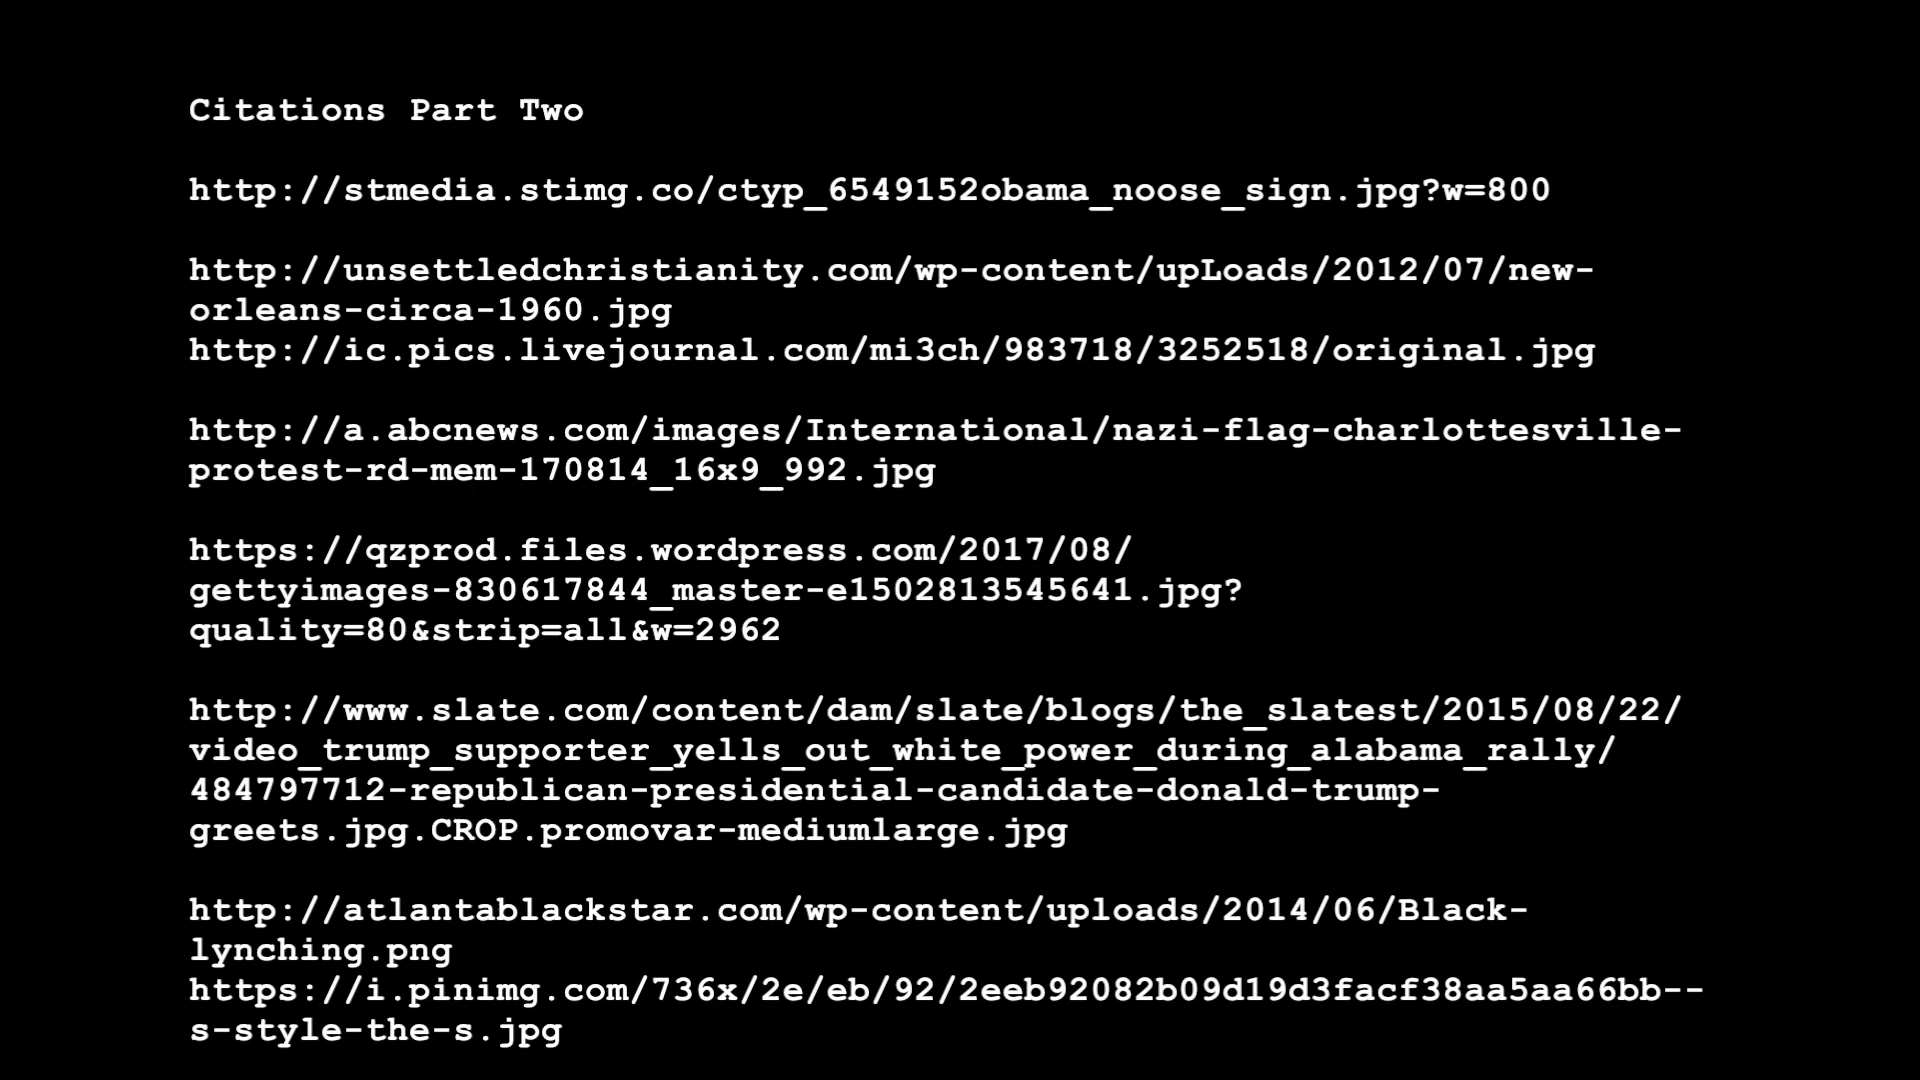 Citations Part Two
http://stmedia.stimg.co/ctyp_6549152obama_noose_sign.jpg?w=800
http://unsettledchristianity.com/wp-content/upLoads/2012/07/new-
orleans-circa-1960.jpg
http://ic.pics.livejournal.com/mi3ch/983718/3252518/original.jpg
http://a.abcnews.com/images/International/nazi-flag-charlottesville-
protest-rd-mem-170814_16x9_992.jpg
https://qzprod.files.wordpress.com/2017/08/
gettyimages-830617844_master-e1502813545641.jpg?
quality=80&strip=all&w=2962
http://www.slate.com/content/dam/slate/blogs/the_slatest/2015/08/22/
video_trump_supporter_yells_out_white_power_during_alabama_rally/
484797712-republican-presidential-candidate-donald-trump-
greets.jpg.CROP.promovar-mediumlarge.jpg
http://atlantablackstar.com/wp-content/uploads/2014/06/Black-
lynching.png
https://i.pinimg.com/736x/2e/eb/92/2eeb92082b09d19d3facf38aa5aa66bb--
s-style-the-s.jpg